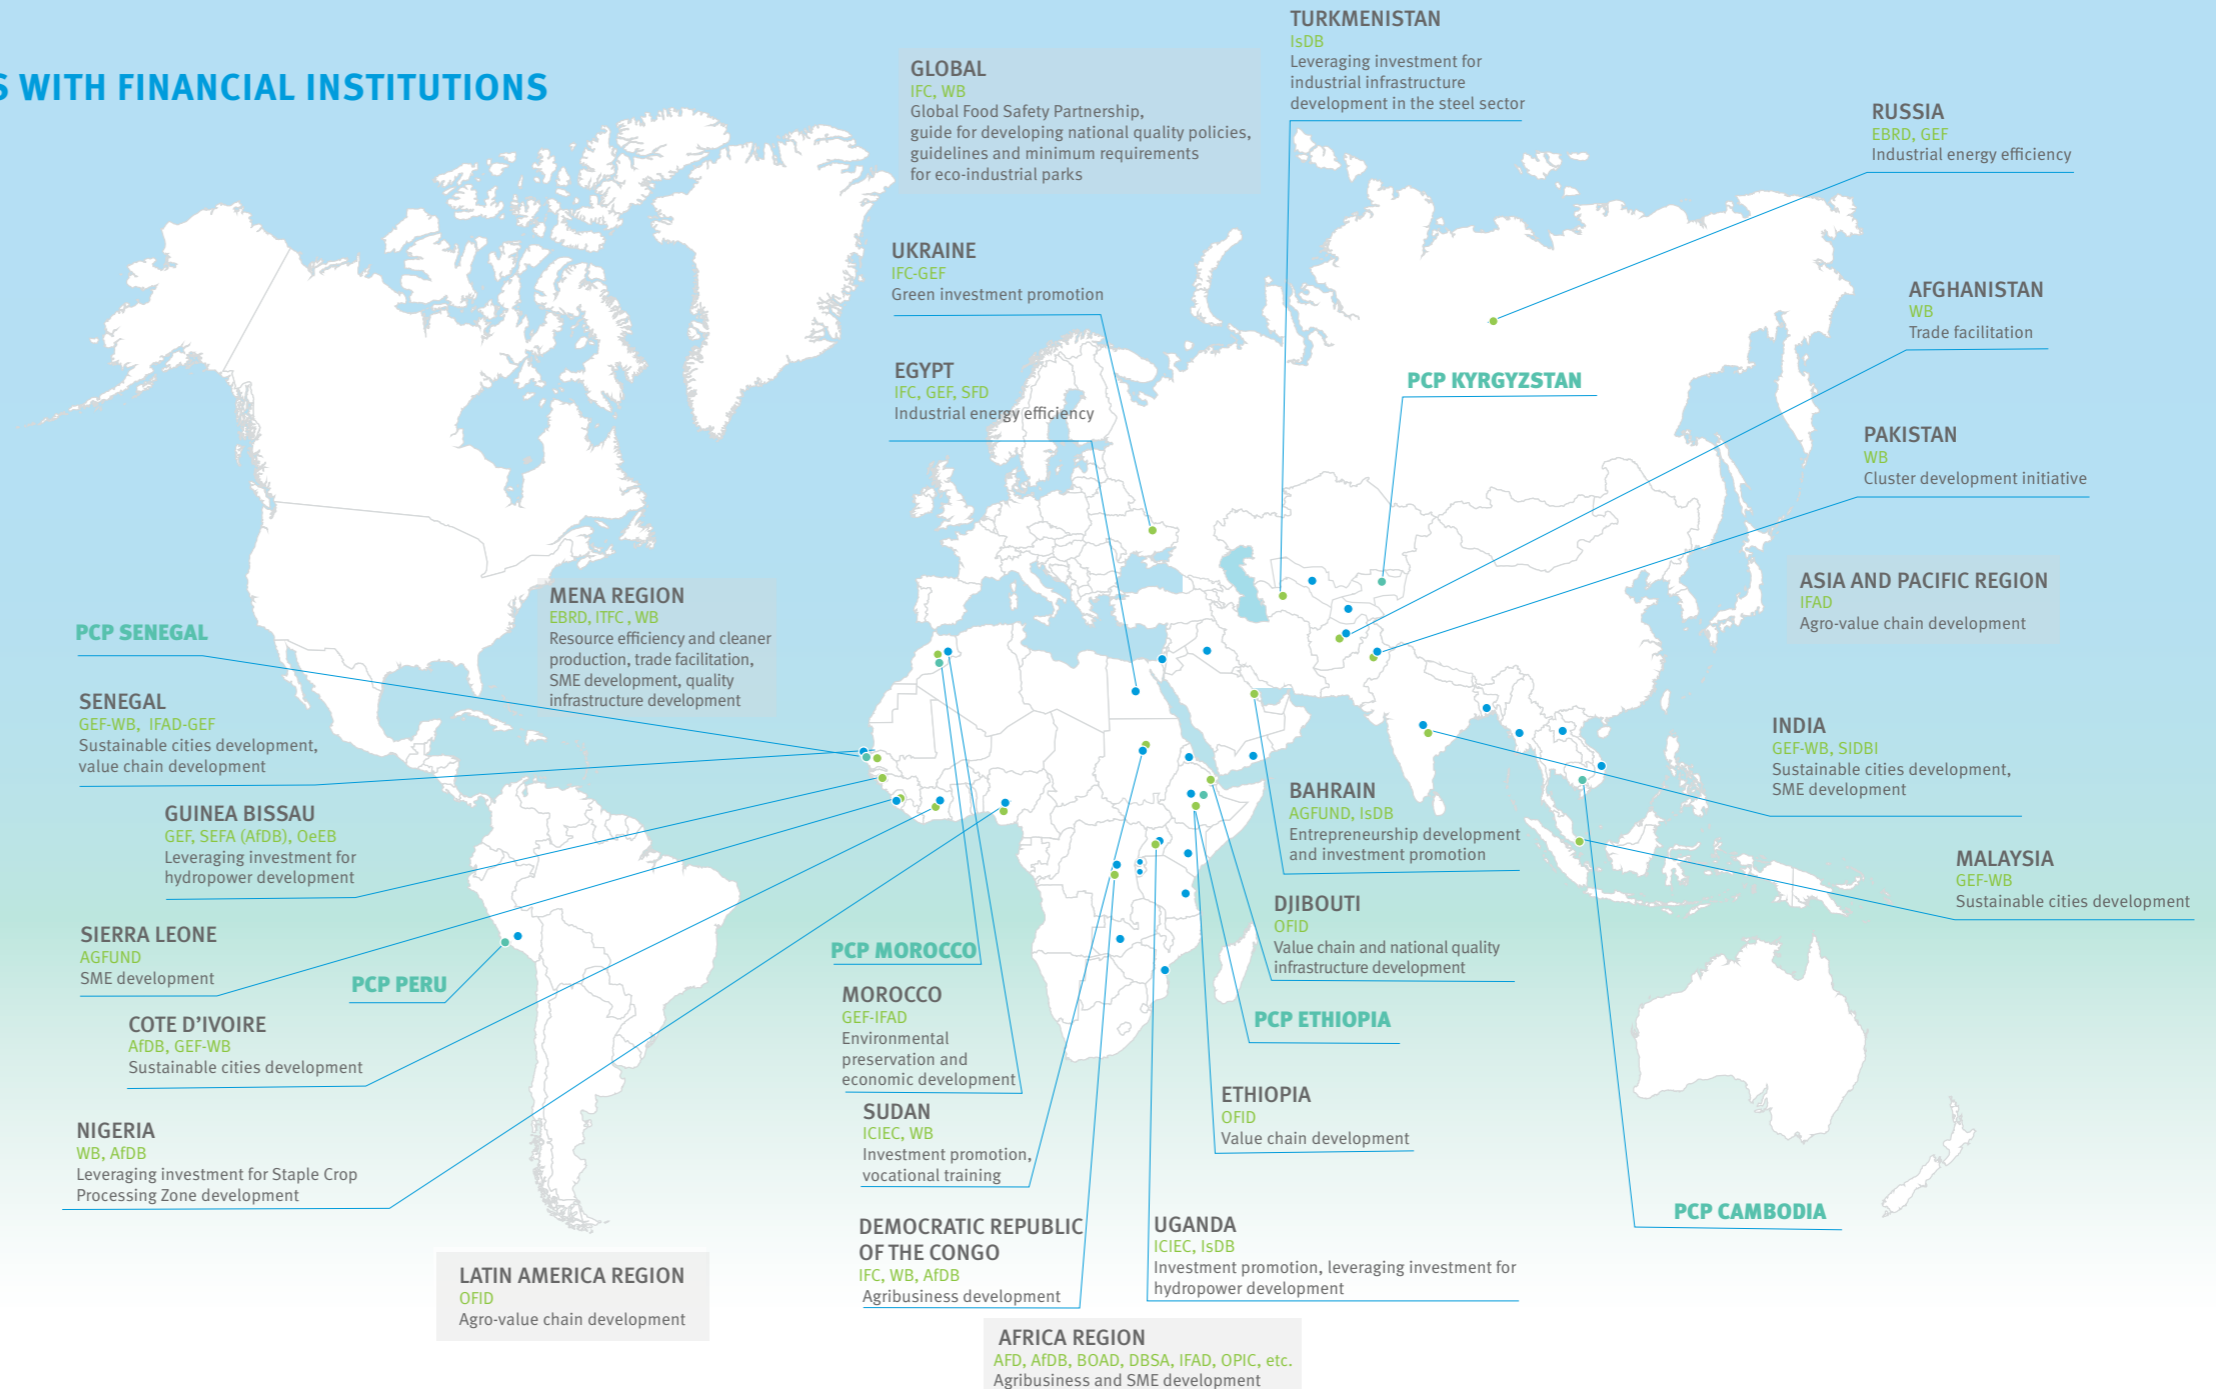 S WITH FINANCIAL INSTITUTIONS
GLOBAL
IFC, WB
Global Food Safety Partnership,
guide for developing national quality policies,
guidelines and minimum requirements
for eco-industrial parks
TURKMENISTAN
IsDB
Leveraging investment for
industrial infrastructure
development in the steel sector
RUSSIA
EBRD, GEF
Industrial energy efficiency
UKRAINE
IFC-GEF
Green investment promotion
AFGHANISTAN
WB
Trade facilitation
EGYPT
IFC, GEF, SFD
Industrial energy efficiency
PCP KYRGYZSTAN
PAKISTAN
WB
Cluster development initiative
MENA REGION
EBRD, ITFC , WB
Resource efficiency and cleaner
production, trade facilitation,
SME development, quality
infrastructure development
ASIA AND PACIFIC REGION
IFAD
Agro-value chain development
PCP SENEGAL
SENEGAL
GEF-WB, IFAD-GEF
Sustainable cities development,
value chain development
INDIA
GEF-WB, SIDBI
Sustainable cities development,
SME development
GUINEA BISSAU
GEF, SEFA (AfDB), OeEB
Leveraging investment for
hydropower development
BAHRAIN
AGFUND, IsDB
Entrepreneurship development
and investment promotion
MALAYSIA
GEF-WB
Sustainable cities development
SIERRA LEONE
AGFUND
SME development
PCP PERU
PCP MOROCCO
DJIBOUTI
OFID
Value chain and national quality
infrastructure development
COTE D'IVOIRE
AfDB, GEF-WB
Sustainable cities development
MOROCCO
GEF-IFAD
Environmental
preservation and
economic development
PCP ETHIOPIA
NIGERIA
WB, AfDB
Leveraging investment for Staple Crop
Processing Zone development
SUDAN
ICIEC, WB
Investment promotion,
vocational training
ETHIOPIA
OFID
Value chain development
PCP CAMBODIA
DEMOCRATIC REPUBLIC
OF THE CONGO
IFC, WB, AfDB
Agribusiness development
UGANDA
ICIEC, IsDB
Investment promotion, leveraging investment for
hydropower development
LATIN AMERICA REGION
OFID
Agro-value chain development
AFRICA REGION
AFD, AfDB, BOAD, DBSA, IFAD, OPIC, etc.
Agribusiness and SME development